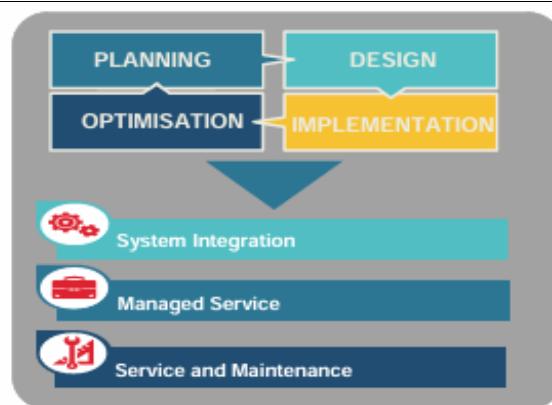 PLANNING
DESIGN
OPTIMISATION
IMPLEMENTATION
System Integration
Managed Service
Service and Maintenance